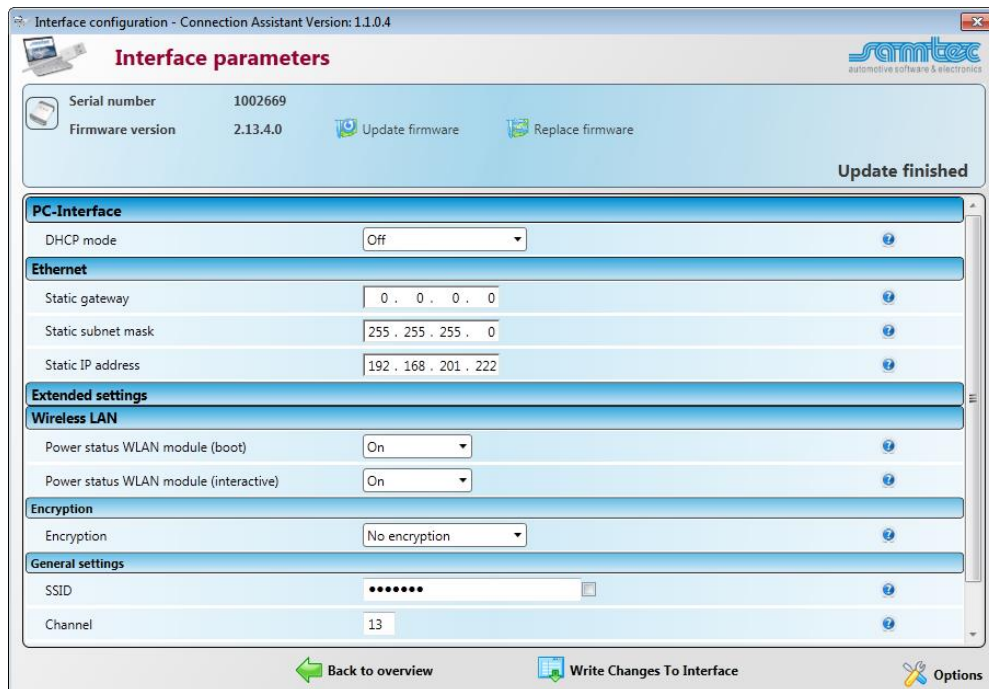 Interface configuration - Connection Assistant Version: 1.1.0.4
Interface parameters
samtec
automotive software & electronics
Serial number 1002669
Firmware version 2.13.4.0 Update firmware Replace firmware
Update finished
PC-Interface
DHCP mode Off
Ethernet
Static gateway 0 . 0 . 0 . 0
Static subnet mask 255 . 255 . 255 . 0
Static IP address 192 . 168 . 201 . 222
Extended settings
Wireless LAN
Power status WLAN module (boot) On
Power status WLAN module (interactive) On
Encryption
Encryption No encryption
General settings
SSID •••••••
Channel 13
Back to overview Write Changes To Interface Options